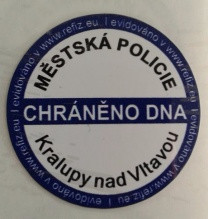 MĚSTSKÁ POLICIE
CHRÁNĚNO DNA
Kralupy nad Vltavou
I evidováno v www.refiz.eu I evidováno v www.refiz.eu I evidováno v www.refiz.eu I evidováno v www.refiz.eu